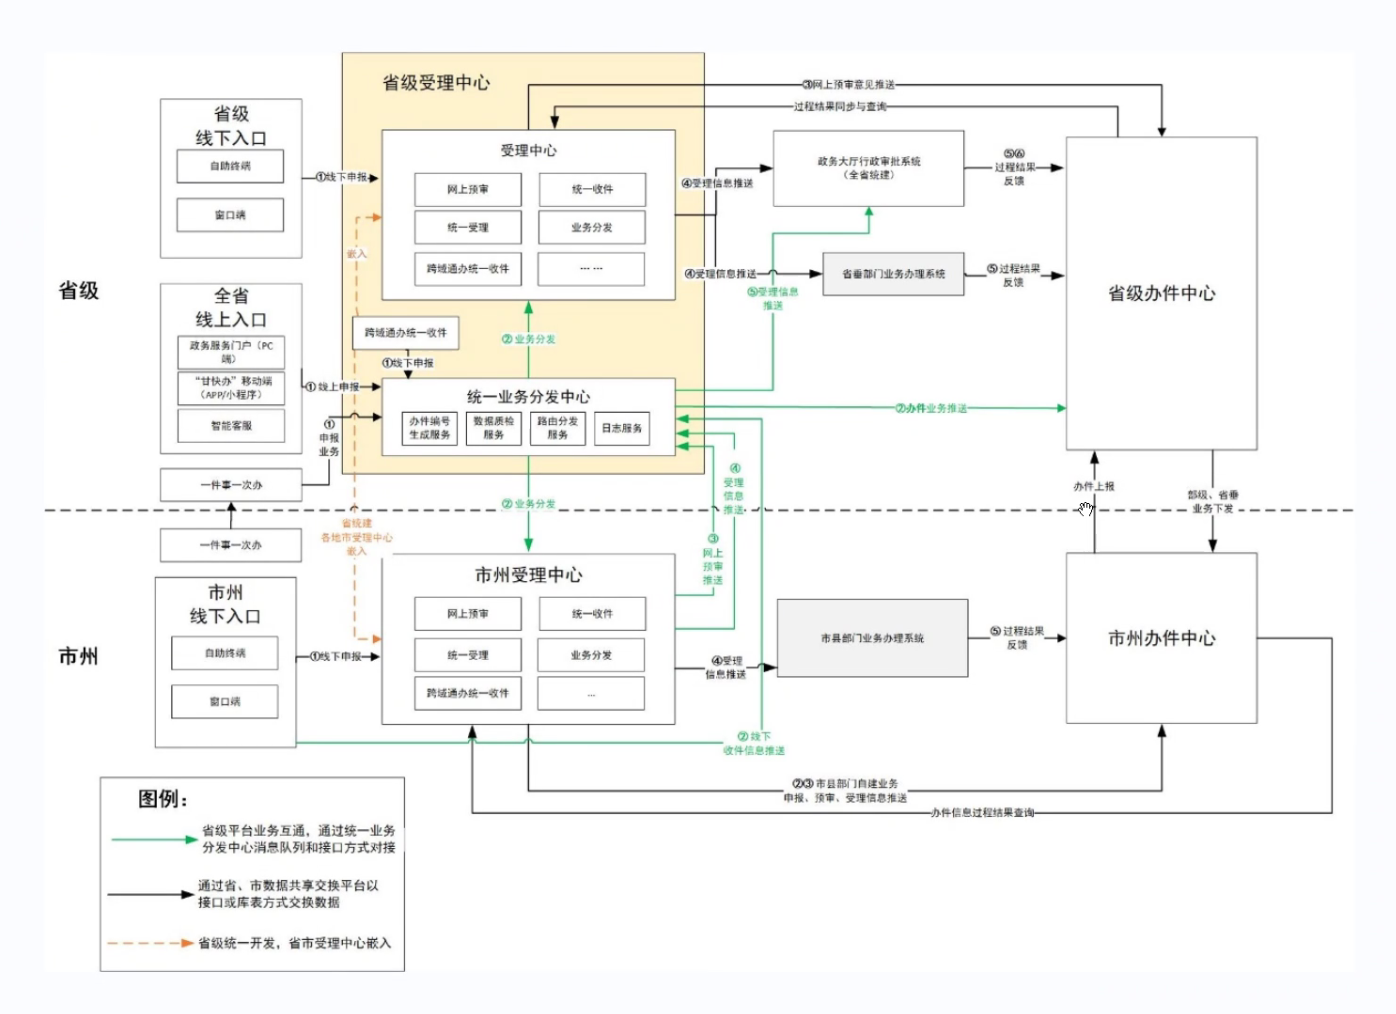 省级受理中心
③网上预审意见推送
过程结果同步与查询
省级
线下入口
自助终端
窗口端
①线下申报
受理中心
网上预审
统一收件
统一受理
业务分发
跨域通办统一收件
... ...
④受理信息推送
政务大厅行政审批系统
（全省统建）
⑤⑥
过程结果
反馈
④受理信息推送
省垂部门业务办理系统
⑤过程结果
反馈
⑤受理信息
推送
省级办件中心
嵌入
省级
全省
线上入口
政务服务门户（PC
端）
“甘快办”移动端
（APP/小程序）
智能客服
①线上申报
①
申报
业务
一件事一次办
跨域通办统一收件
①线下申报
②业务分发
统一业务分发中心
办件编号
生成服务
数据质检
服务
路由分发
服务
日志服务
⑦办件业务推送
④
受理
信息
推送
②业务分发
办件上报
部级、省垂
业务下发
一件事一次办
省统建
各地市受理中心
嵌入
③
网上
预审
推送
市州
市州
线下入口
自助终端
窗口端
①线下申报
市州受理中心
网上预审
统一收件
统一受理
业务分发
跨域通办统一收件
...
④受理
信息推送
市县部门业务办理系统
⑤过程结果
反馈
市州办件中心
②线下
收件信息推送
②③市县部门自建业务
申报、预审、受理信息推送
办件信息过程结果查询
图例：
省级平台业务互通，通过统一业务
分发中心消息队列和接口方式对接
通过省、市数据共享交换平台以
接口或库表方式交换数据
省级统一开发，省市受理中心嵌入